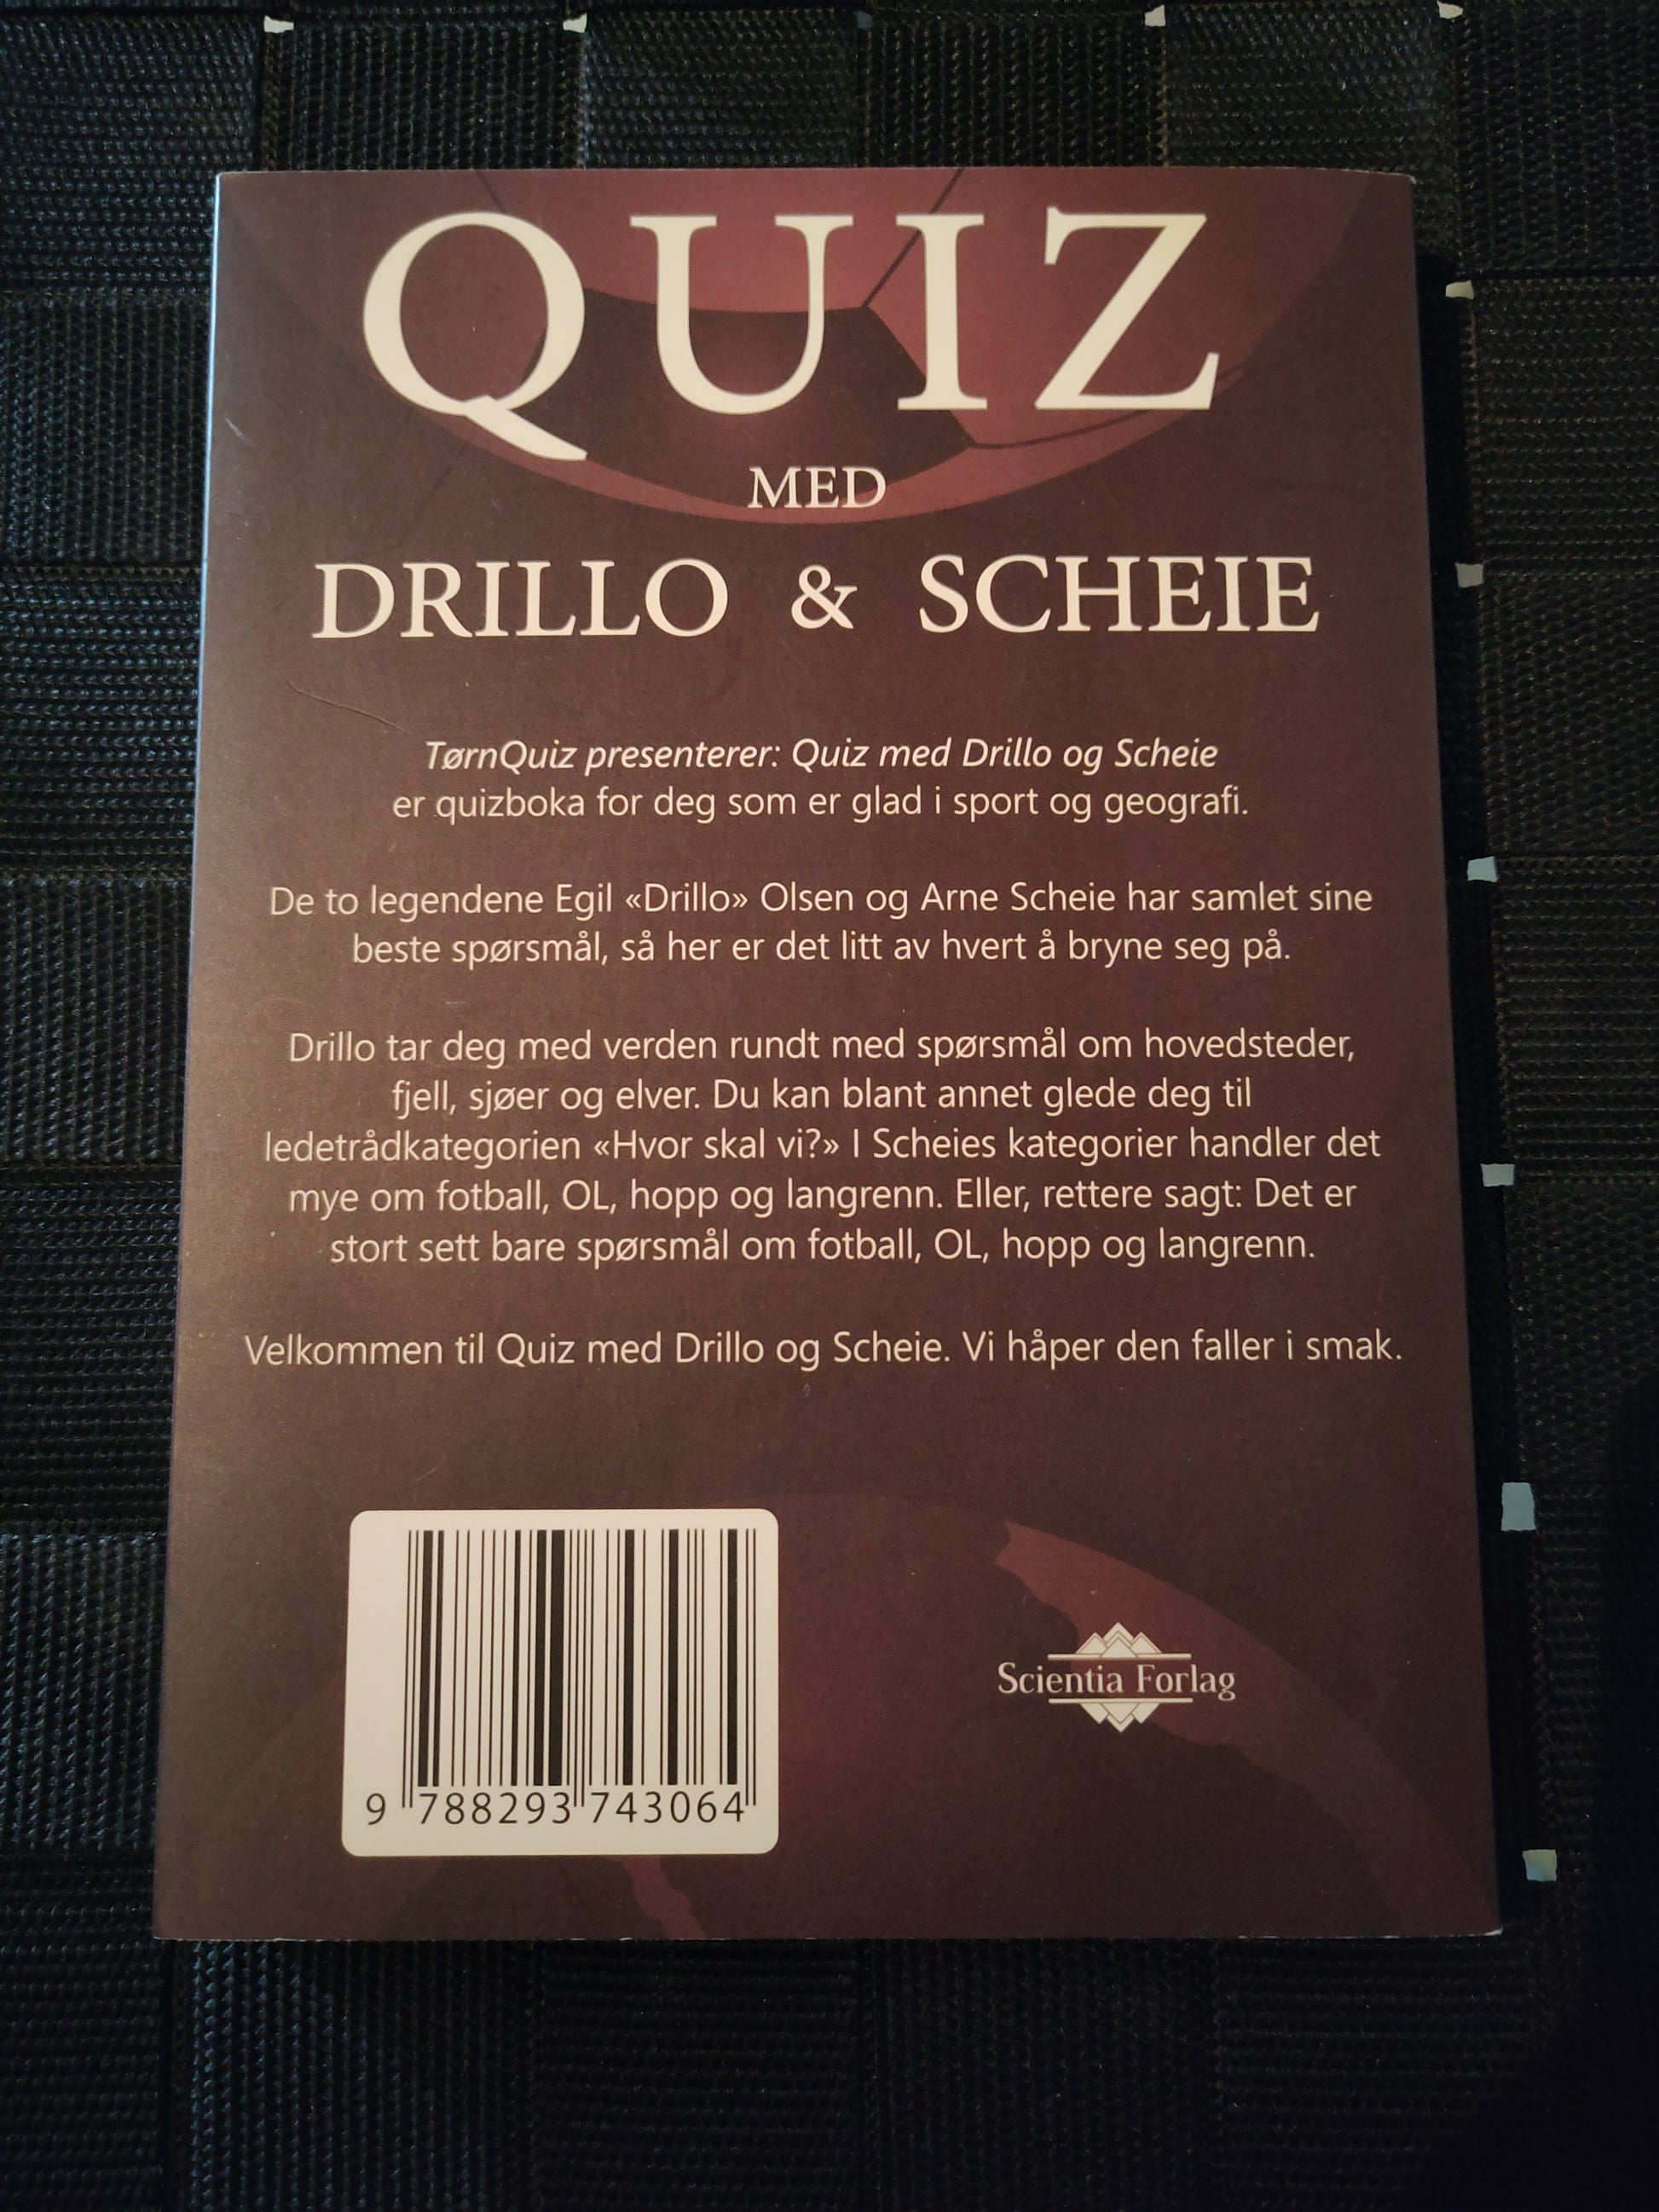 QUIZ
MED
DRILLO & SCHEIE
TørnQuiz presenterer: Quiz med Drillo og Scheie
er quizboka for deg som er glad i sport og geografi.
De to legendene Egil «Drillo» Olsen og Arne Scheie har samlet sine
beste spørsmål, så her er det litt av hvert å bryne seg på.
Drillo tar deg med verden rundt med spørsmål om hovedsteder,
fjell, sjøer og elver. Du kan blant annet glede deg til
ledetrådkategorien «Hvor skal vi?» I Scheies kategorier handler det
mye om fotball, OL, hopp og langrenn. Eller, rettere sagt: Det er
stort sett bare spørsmål om fotball, OL, hopp og langrenn.
Velkommen til Quiz med Drillo og Scheie. Vi håper den faller i smak.
Scientia Forlag
9 788293 743064